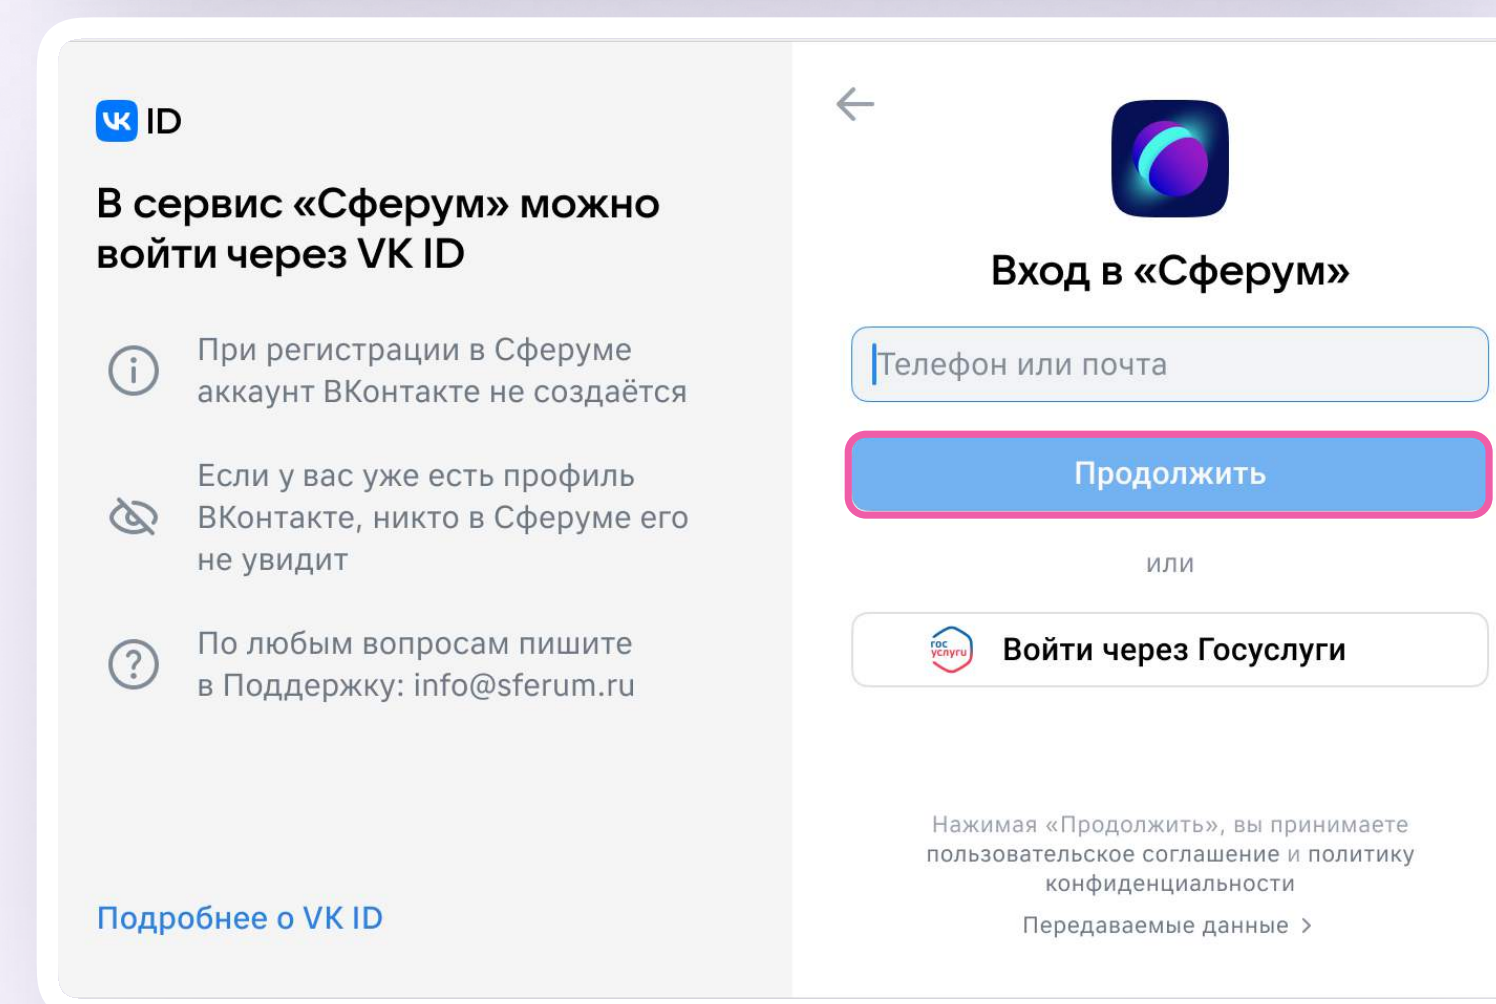 VK ID
В сервис «Сферум» можно
войти через VK ID
При регистрации в Сферуме
аккаунт ВКонтакте не создаётся
Если у вас уже есть профиль
ВКонтакте, никто в Сферуме его
не увидит
По любым вопросам пишите
в Поддержку: info@sferum.ru
Подробнее о VK ID
Вход в «Сферум»
Телефон или почта
Продолжить
или
гос
услуги
Войти через Госуслуги
Нажимая «Продолжить», вы принимаете
пользовательское соглашение и политику
конфиденциальности
Передаваемые данные >